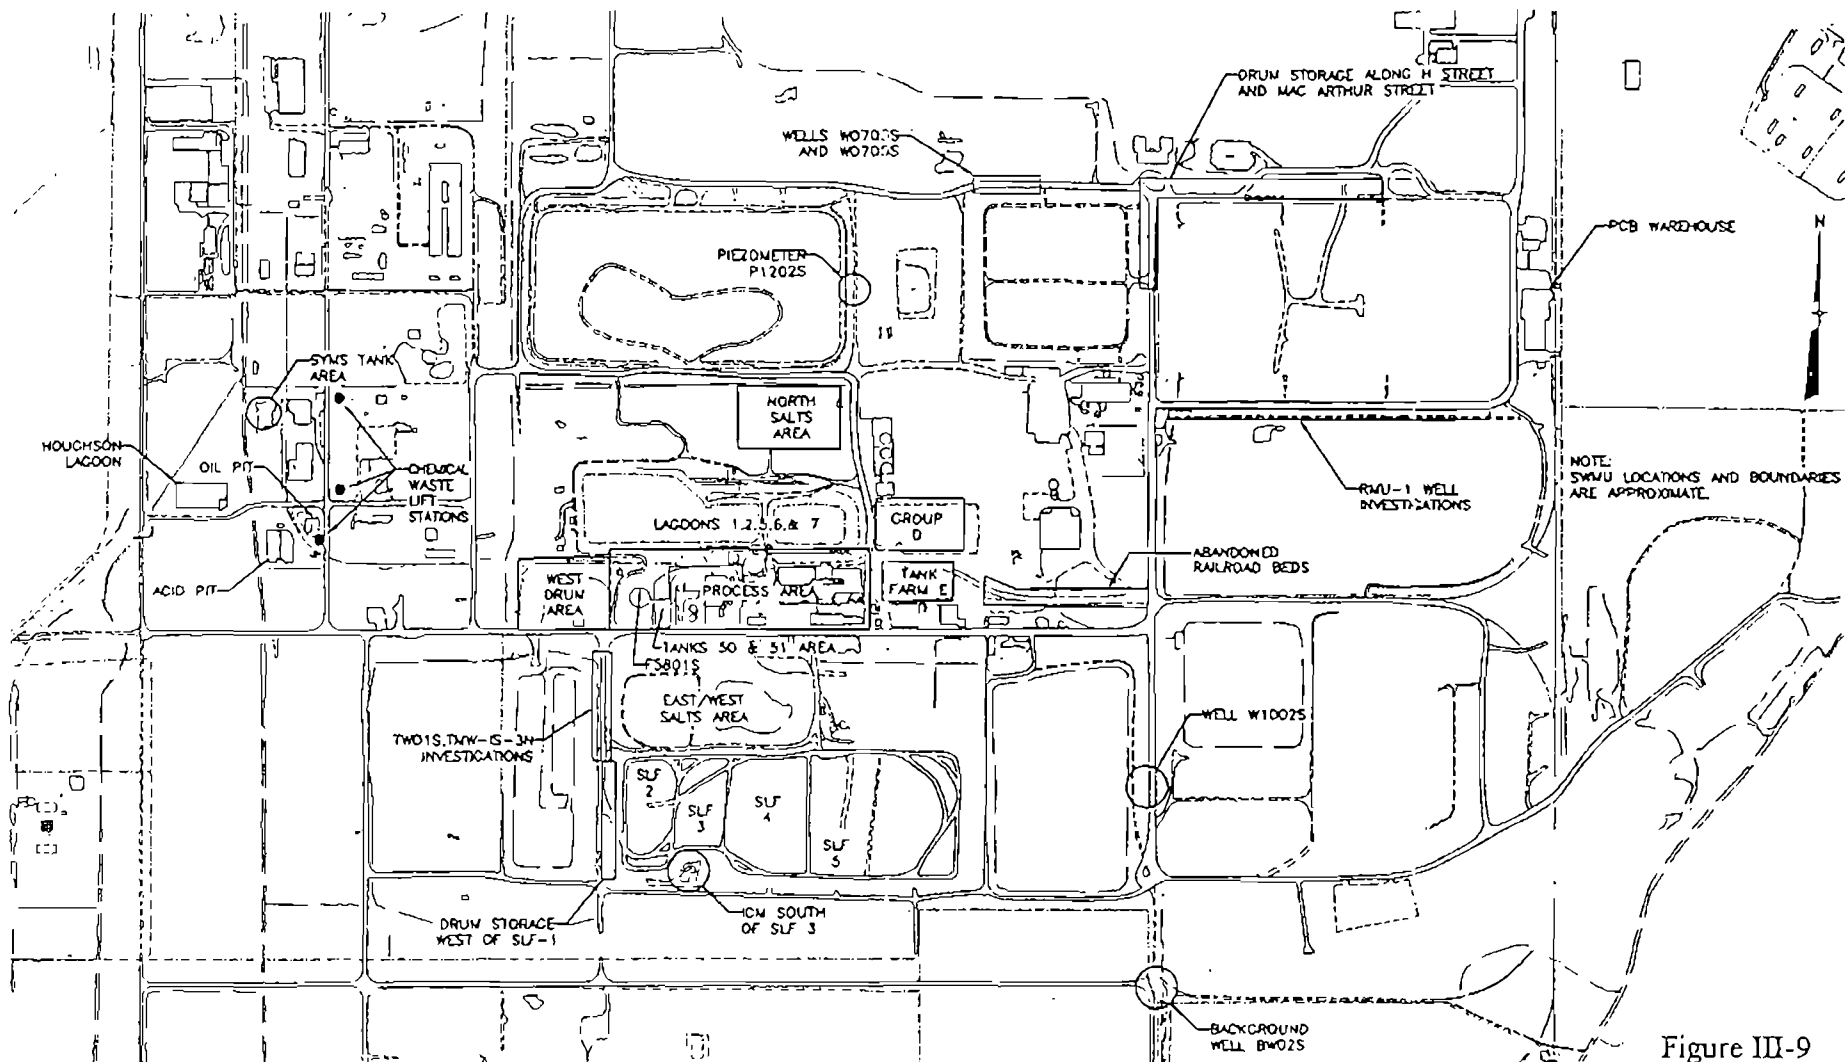 DRUM STORAGE ALONG H STREET
AND MAC ARTHUR STREET
WELLS
AND
PIEZOMETER
P1202S
PCB WAREHOUSE
N
SYMS TANK
AREA
NORTH
SALTS
AREA
HOUGHSON
LAGOON
OIL PIT
CHEMICAL
WASTE
LIFT
STATIONS
NOTE:
SWMU LOCATIONS AND BOUNDARIES
ARE APPROXIMATE.
RMU-1 WELL
INVESTIGATIONS
LAGOONS 1,2,5,6,& 7
GROUP
D
ABANDONED
RAILROAD BEDS
ACID PIT
WEST
DRUM
AREA
PROCESS AREA
TANK
FARM E
TANKS 50 & 51 AREA
FS801S
EAST/WEST
SALTS AREA
WELL W1002S
TW01S,TMW-1S-3N
INVESTIGATIONS
SLF
2
SLF
3
SLF
4
SLF
5
DRUM STORAGE
WEST OF SLF-1
ICM SOUTH
OF SLF 3
BACKGROUND
WELL BW02S
Figure III-9